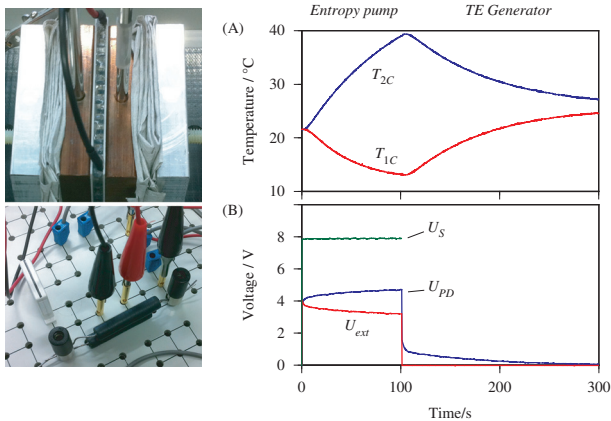 Entropy pump TE Generator
(A)
40
30
20
10
Temperature / °C
T2C
T1C
(B)
8
6
4
2
0
Voltage / V
US
UPD
Uext
0 100 200 300
Time/s